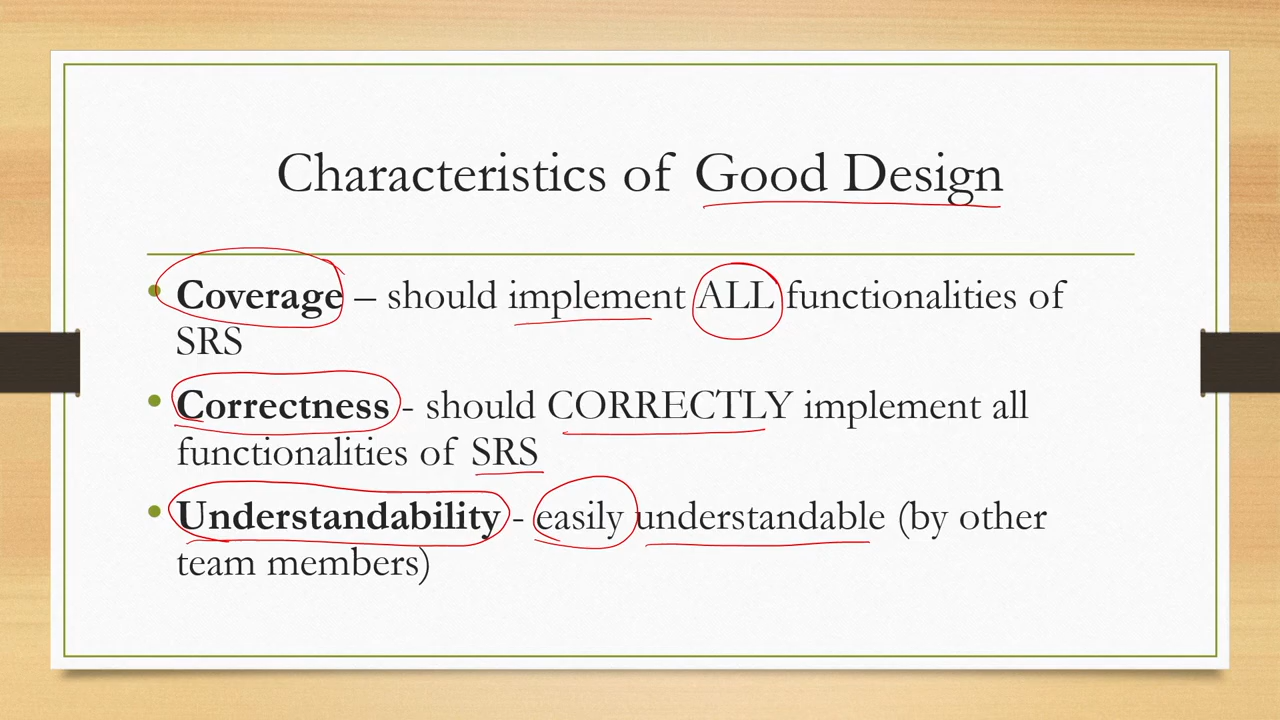 Characteristics of Good Design
• Coverage – should implement ALL functionalities of
SRS
• Correctness - should CORRECTLY implement all
functionalities of SRS
• Understandability - easily understandable (by other
team members)